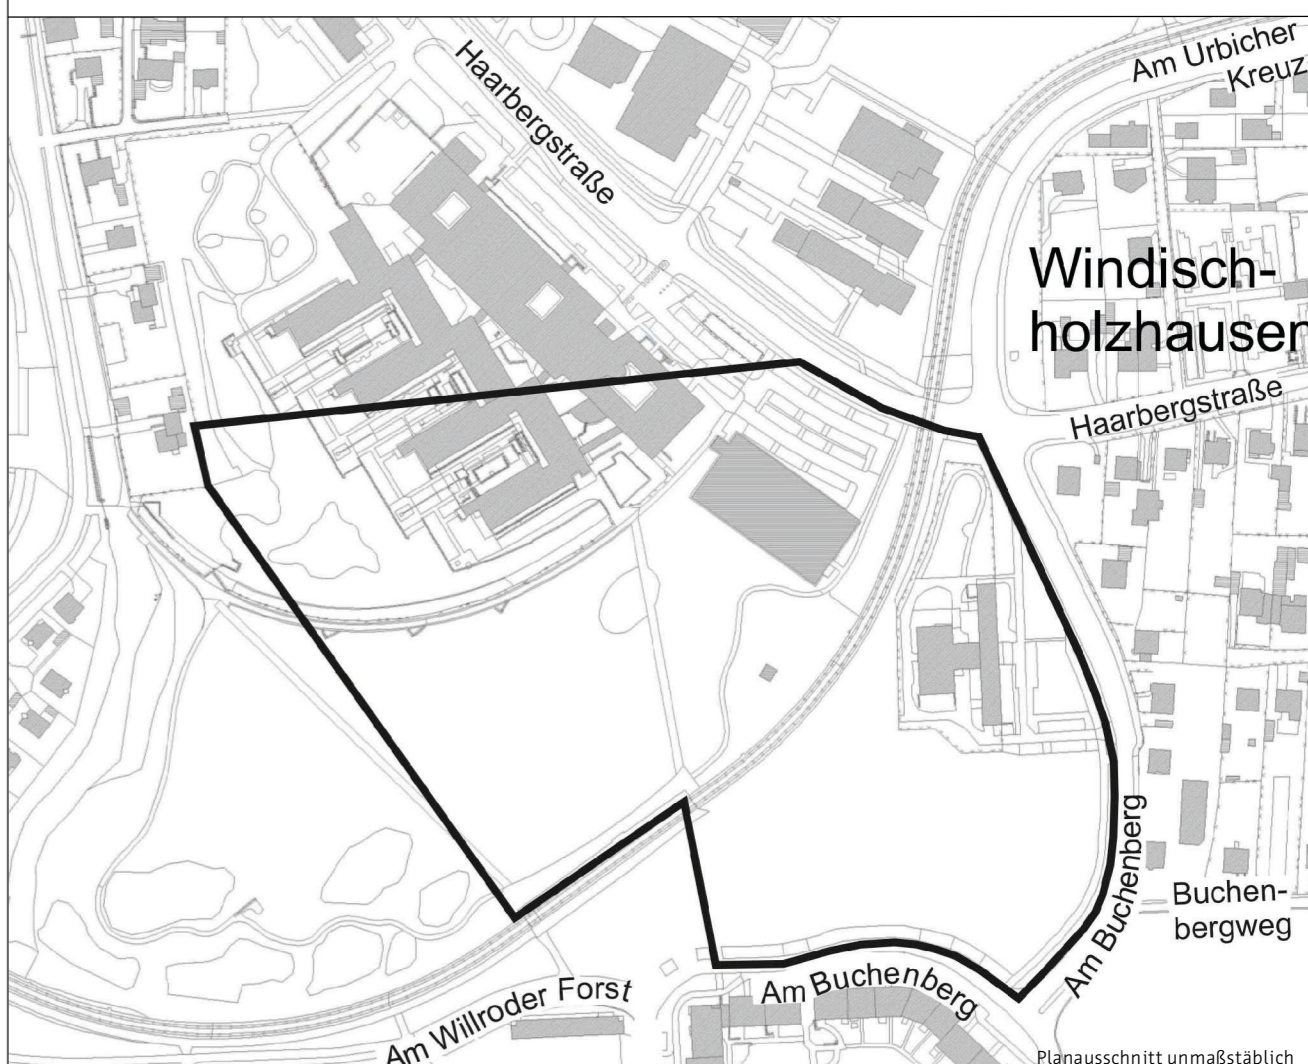 Am Urbicher
Kreuz
Haarbergstraße
Windisch-
holzhausen
Haarbergstraße
Am Buchenberg
Buchen-
bergweg
Am Buchenberg
Am Willroder Forst
Planausschnitt unmaßstäblich